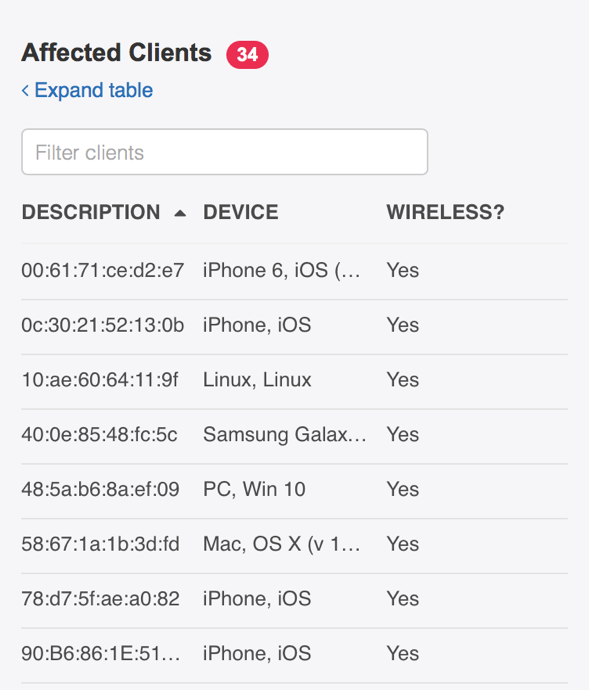 Affected Clients 34
< Expand table
Filter clients
DESCRIPTION ▲ DEVICE WIRELESS?
00:61:71:ce:d2:e7 iPhone 6, iOS (... Yes
0c:30:21:52:13:0b iPhone, iOS Yes
10:ae:60:64:11:9f Linux, Linux Yes
40:0e:85:48:fc:5c Samsung Galax... Yes
48:5a:b6:8a:ef:09 PC, Win 10 Yes
58:67:1a:1b:3d:fd Mac, OS X (v 1... Yes
78:d7:5f:ae:a0:82 iPhone, iOS Yes
90:B6:86:1E:51... iPhone, iOS Yes